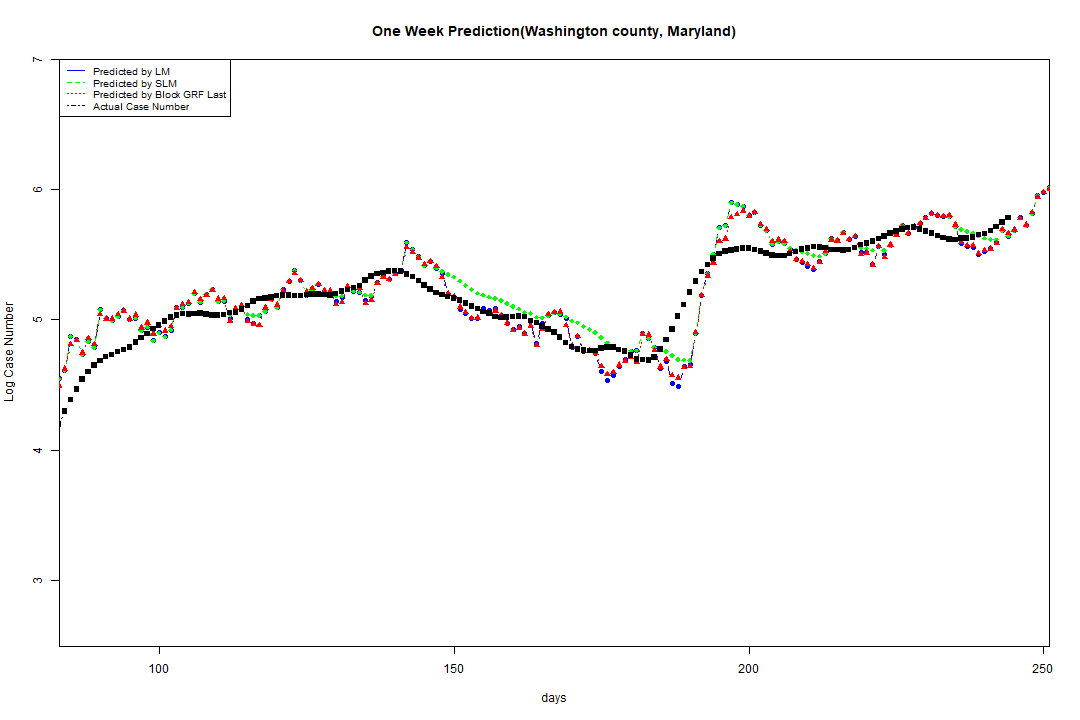 One Week Prediction(Washington county, Maryland)
Predicted by LM
Predicted by SLM
Predicted by Block GRF Last
Actual Case Number
7
6
5
4
3
Log Case Number
100 150 200 250
days